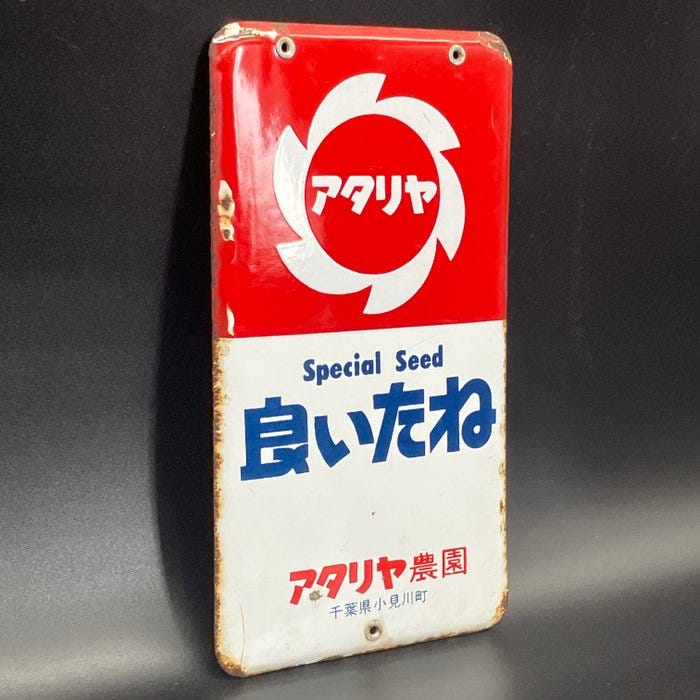 アタリヤ
Special Seed
良いたね
アタリヤ農園
千葉県小見川町